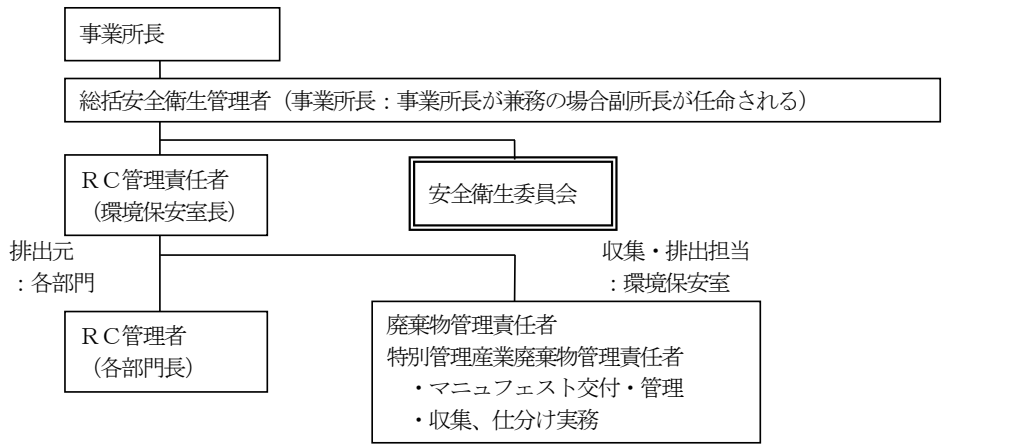 事業所長
総括安全衛生管理者（事業所長：事業所長が兼務の場合副所長が任命される）
ＲＣ管理責任者
（環境保安室長）
安全衛生委員会
排出元
：各部門
収集・排出担当
：環境保安室
ＲＣ管理者
（各部門長）
廃棄物管理責任者
特別管理産業廃棄物管理責任者
・マニュフェスト交付・管理
・収集、仕分け実務